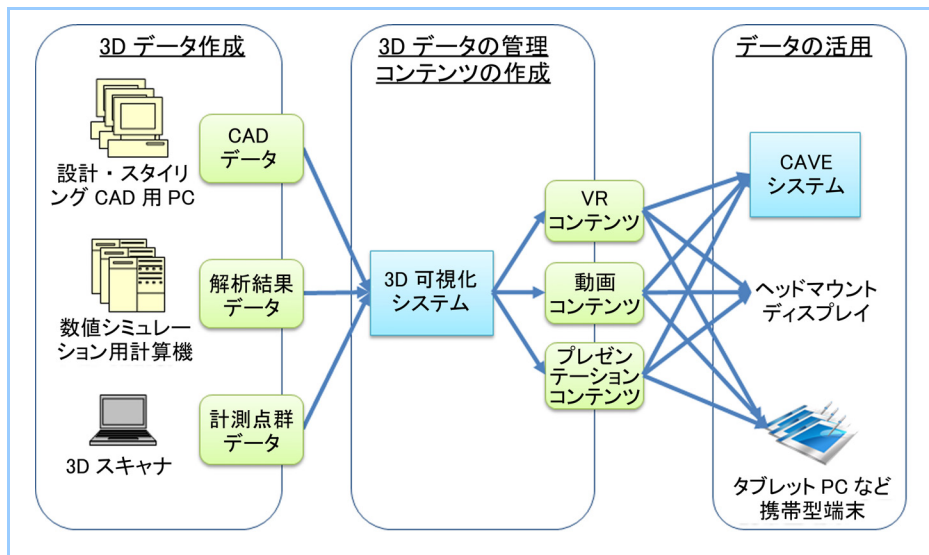 3D データ作成
設計・スタイリ
ング CAD 用 PC
CAD
データ
数値シミュレー
ション用計算機
解析結果
データ
3D スキャナ
計測点群
データ
3D データの管理
コンテンツの作成
3D 可視化
システム
VR
コンテンツ
動画
コンテンツ
プレゼン
テーション
コンテンツ
データの活用
CAVE
システム
ヘッドマウント
ディスプレイ
タブレット PC など
携帯型端末